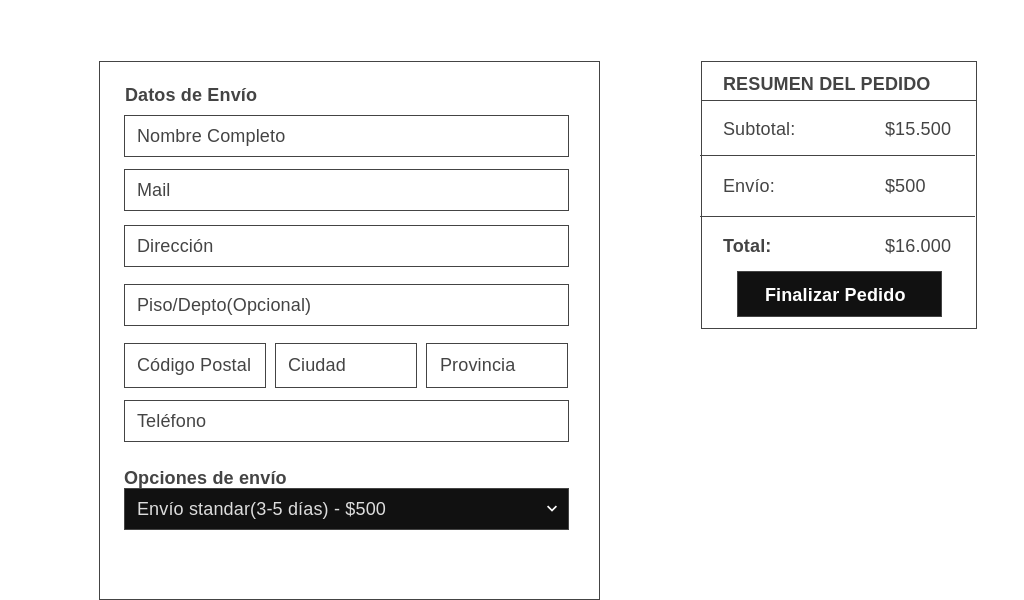 Datos de Envío
Nombre Completo
Mail
Dirección
Piso/Depto(Opcional)
Código Postal
Ciudad
Provincia
Teléfono
Opciones de envío
Envío standar(3-5 días) - $500
RESUMEN DEL PEDIDO
Subtotal: $15.500
Envío: $500
Total: $16.000
Finalizar Pedido